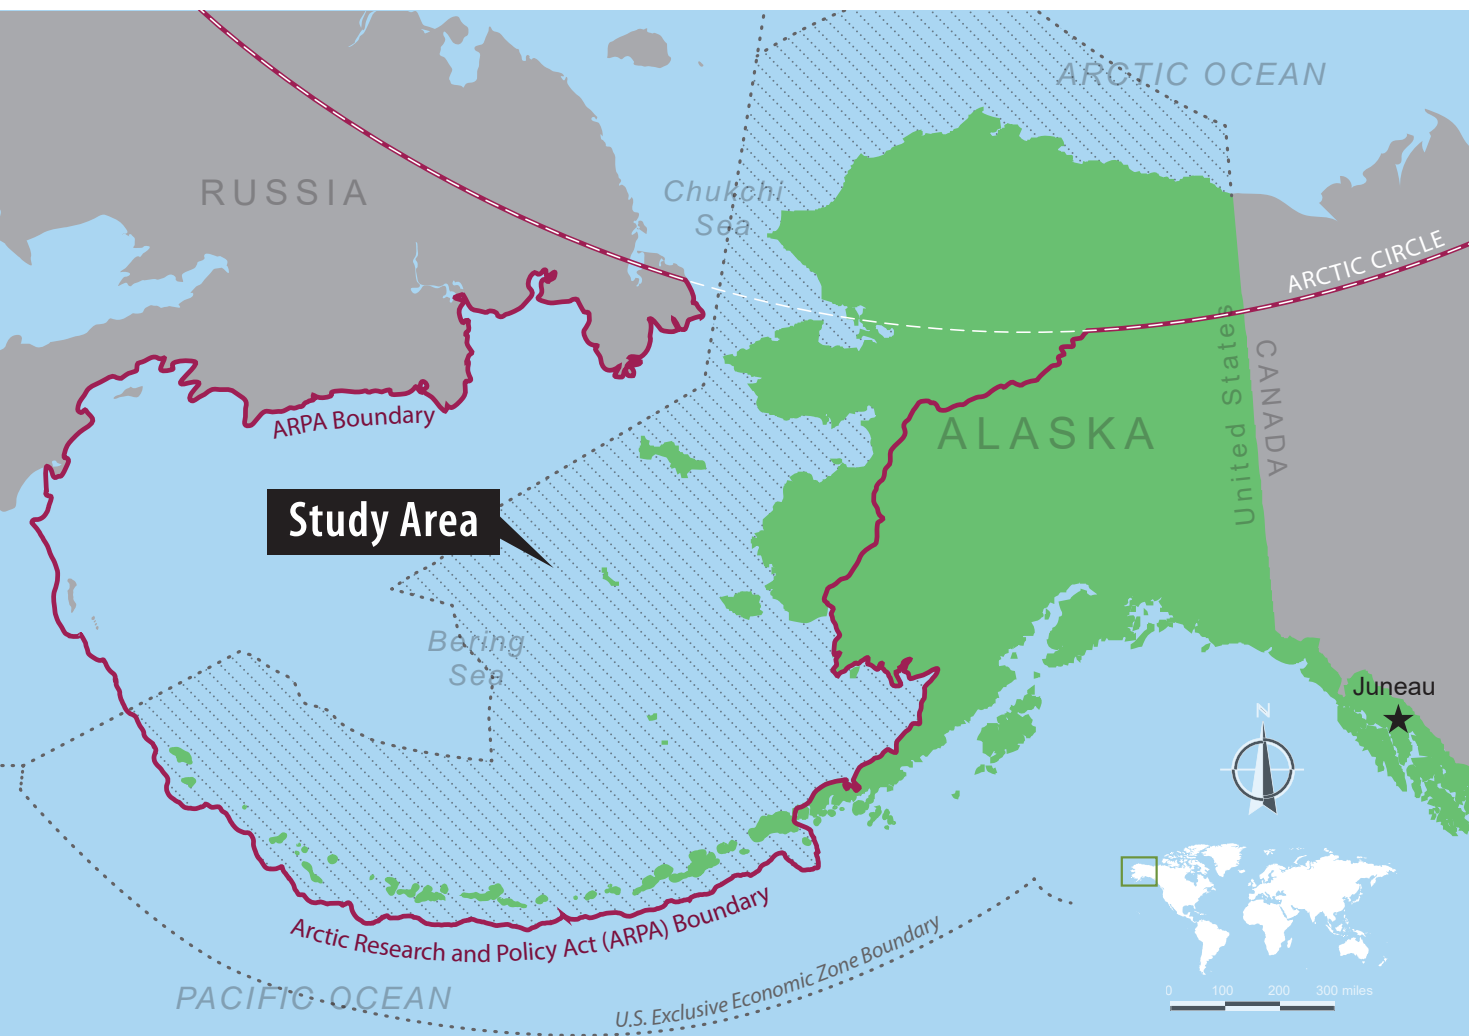 ARCTIC OCEAN
RUSSIA
Chukchi
Sea
ARCTIC CIRCLE
United States
CANADA
ARPA Boundary
ALASKA
Study Area
Bering
Sea
Juneau
N
Arctic Research and Policy Act (ARPA) Boundary
U.S. Exclusive Economic Zone Boundary
PACIFIC OCEAN
0 100 200 300 miles